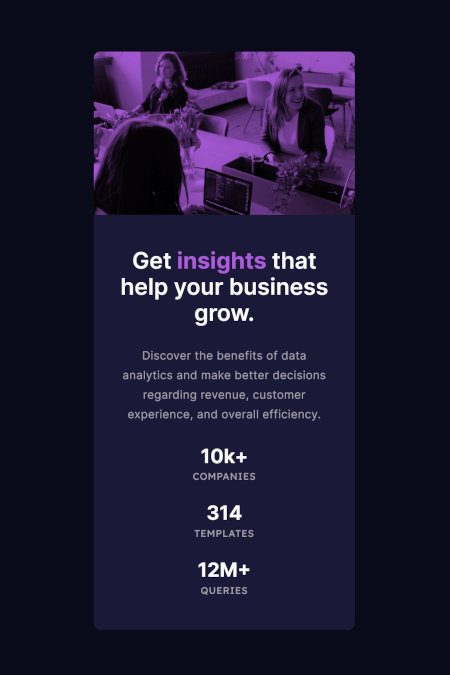 Get insights that
help your business
grow.
Discover the benefits of data
analytics and make better decisions
regarding revenue, customer
experience, and overall efficiency.
10k+
COMPANIES
314
TEMPLATES
12M+
QUERIES